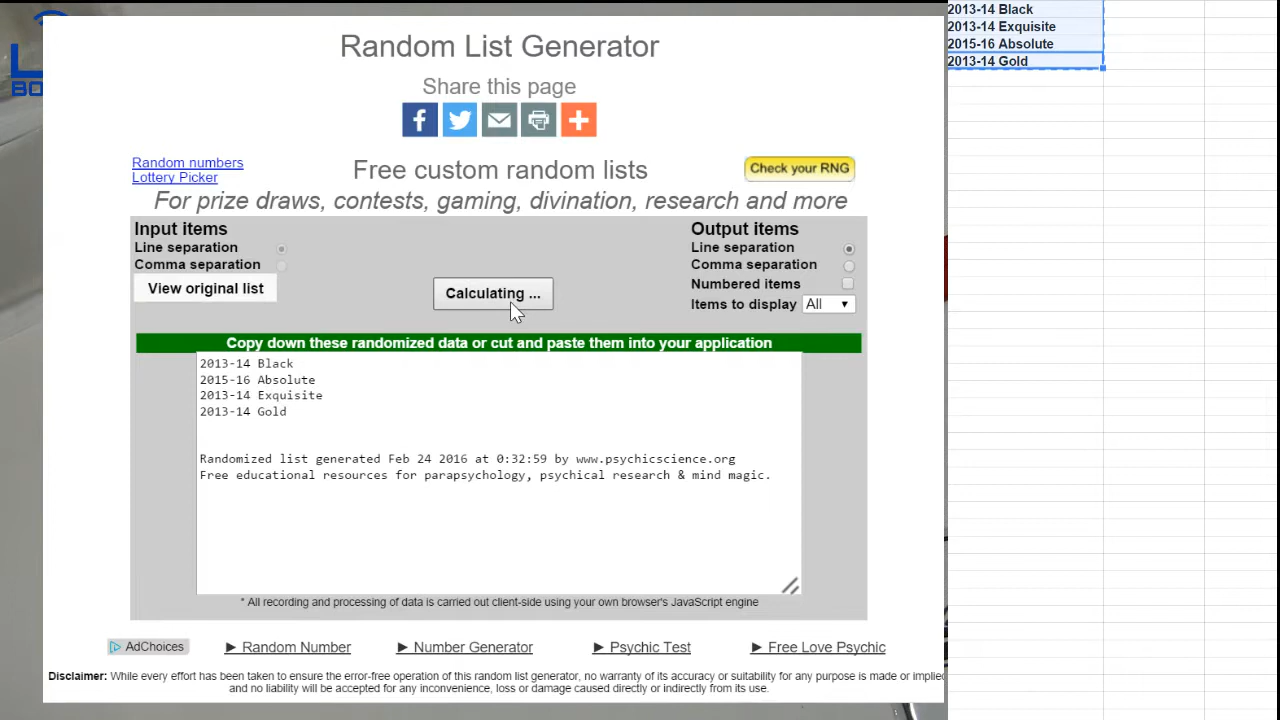 Random List Generator
Share this page
Random numbers
Lottery Picker
Free custom random lists
Check your RNG
For prize draws, contests, gaming, divination, research and more
Input items
Line separation
Comma separation
View original list
Calculating ...
Output items
Line separation
Comma separation
Numbered items
Items to display All
Copy down these randomized data or cut and paste them into your application
2013-14 Black
2015-16 Absolute
2013-14 Exquisite
2013-14 Gold
Randomized list generated Feb 24 2016 at 0:32:59 by www.psychicscience.org
Free educational resources for parapsychology, psychical research & mind magic.
* All recording and processing of data is carried out client-side using your own browser's JavaScript engine
AdChoices
► Random Number
► Number Generator
► Psychic Test
► Free Love Psychic
Disclaimer: While every effort has been taken to ensure the error-free operation of this random list generator, no warranty of its accuracy or suitability for any purpose is made or
and no liability will be accepted for any inconvenience, loss or damage caused directly or indirectly from its use.
2013-14 Black
2013-14 Exquisite
2015-16 Absolute
2013-14 Gold